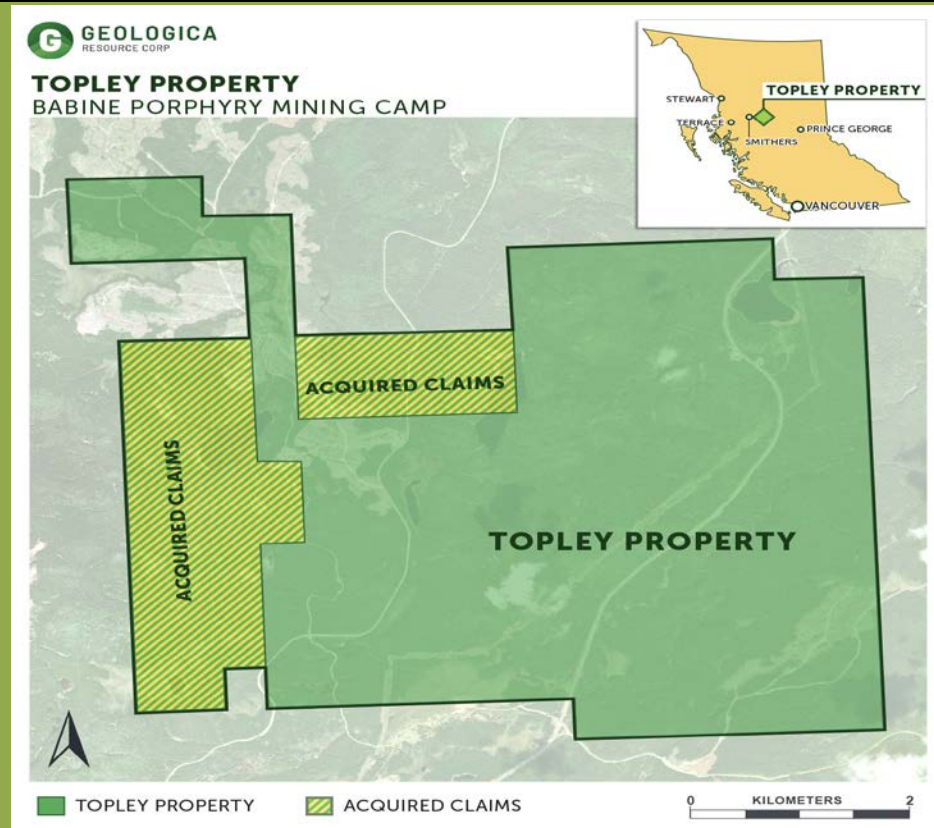 G GEOLOGICA
RESOURCE CORP
TOPLEY PROPERTY
BABINE PORPHYRY MINING CAMP
TOPLEY PROPERTY
STEWART
TERRACE
SMITHERS
PRINCE GEORGE
VANCOUVER
ACQUIRED CLAIMS
ACQUIRED CLAIMS
TOPLEY PROPERTY
TOPLEY PROPERTY
ACQUIRED CLAIMS
0 KILOMETERS 2